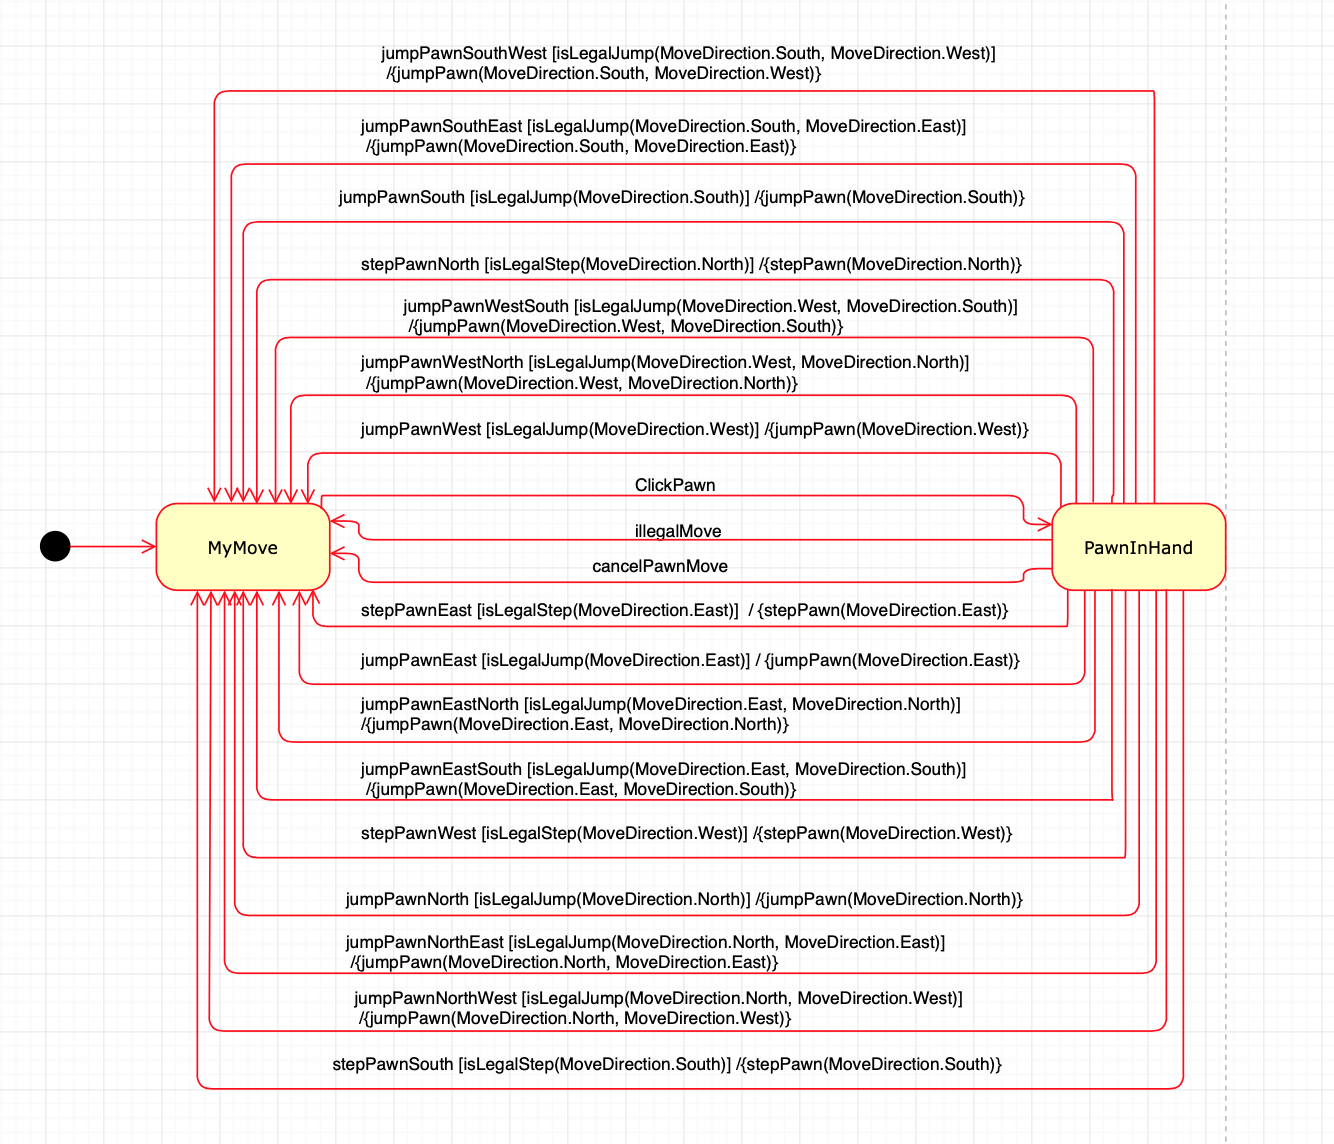 jumpPawnSouthWest [isLegalJump(MoveDirection.South, MoveDirection.West)]
/{jumpPawn(MoveDirection.South, MoveDirection.West)}
jumpPawnSouthEast [isLegalJump(MoveDirection.South, MoveDirection.East)]
/{jumpPawn(MoveDirection.South, MoveDirection.East)}
jumpPawnSouth [isLegalJump(MoveDirection.South)] /{jumpPawn(MoveDirection.South)}
stepPawnNorth [isLegalStep(MoveDirection.North)] /{stepPawn(MoveDirection.North)}
jumpPawnWestSouth [isLegalJump(MoveDirection.West, MoveDirection.South)]
/{jumpPawn(MoveDirection.West, MoveDirection.South)}
jumpPawnWestNorth [isLegalJump(MoveDirection.West, MoveDirection.North)]
/{jumpPawn(MoveDirection.West, MoveDirection.North)}
jumpPawnWest [isLegalJump(MoveDirection.West)] /{jumpPawn(MoveDirection.West)}
ClickPawn
illegalMove
MyMove
PawnInHand
cancelPawnMove
stepPawnEast [isLegalStep(MoveDirection.East)]  / {stepPawn(MoveDirection.East)}
jumpPawnEast [isLegalJump(MoveDirection.East)] / {jumpPawn(MoveDirection.East)}
jumpPawnEastNorth [isLegalJump(MoveDirection.East, MoveDirection.North)]
/{jumpPawn(MoveDirection.East, MoveDirection.North)}
jumpPawnEastSouth [isLegalJump(MoveDirection.East, MoveDirection.South)]
/{jumpPawn(MoveDirection.East, MoveDirection.South)}
stepPawnWest [isLegalStep(MoveDirection.West)] /{stepPawn(MoveDirection.West)}
jumpPawnNorth [isLegalJump(MoveDirection.North)] /{jumpPawn(MoveDirection.North)}
jumpPawnNorthEast [isLegalJump(MoveDirection.North, MoveDirection.East)]
/{jumpPawn(MoveDirection.North, MoveDirection.East)}
jumpPawnNorthWest [isLegalJump(MoveDirection.North, MoveDirection.West)]
/{jumpPawn(MoveDirection.North, MoveDirection.West)}
stepPawnSouth [isLegalStep(MoveDirection.South)] /{stepPawn(MoveDirection.South)}